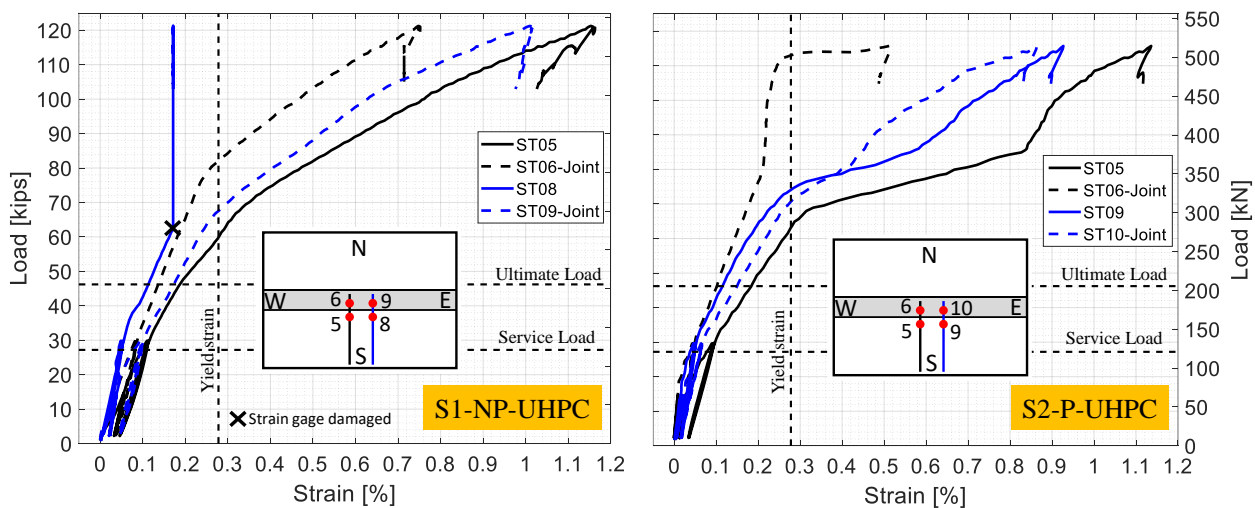 120
110
100
90
80
70
60
50
40
30
20
10
0
Load [kips]
0 0.1 0.2 0.3 0.4 0.5 0.6 0.7 0.8 0.9 1 1.1 1.2
Strain [%]
ST05
ST06-Joint
ST08
ST09-Joint
Ultimate Load
Service Load
Yield strain
N
W 6 9 E
5 8
S
Strain gage damaged
S1-NP-UHPC
550
500
450
400
350
300
250
200
150
100
50
0
Load [kN]
0 0.1 0.2 0.3 0.4 0.5 0.6 0.7 0.8 0.9 1 1.1 1.2
Strain [%]
ST05
ST06-Joint
ST09
ST10-Joint
Ultimate Load
Service Load
Yield strain
N
W 6 10 E
5 9
S
S2-P-UHPC